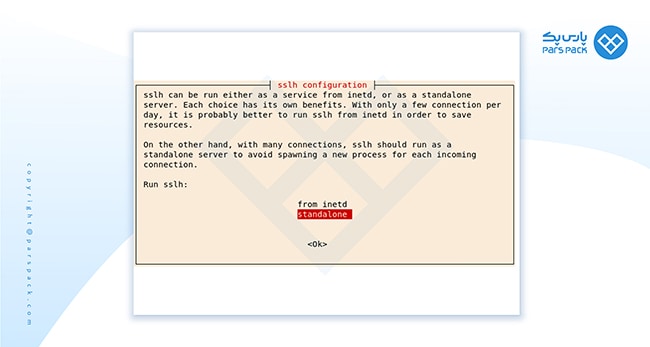 پارس پک
PARS PACK
sslh configuration
sslh can be run either as a service from inetd, or as a standalone
server. Each choice has its own benefits. With only a few connection per
day, it is probably better to run sslh from inetd in order to save
resources.
On the other hand, with many connections, sslh should run as a
standalone server to avoid spawning a new process for each incoming
connection.
Run sslh:
from inetd
standalone
<Ok>
copyright@parspack.com